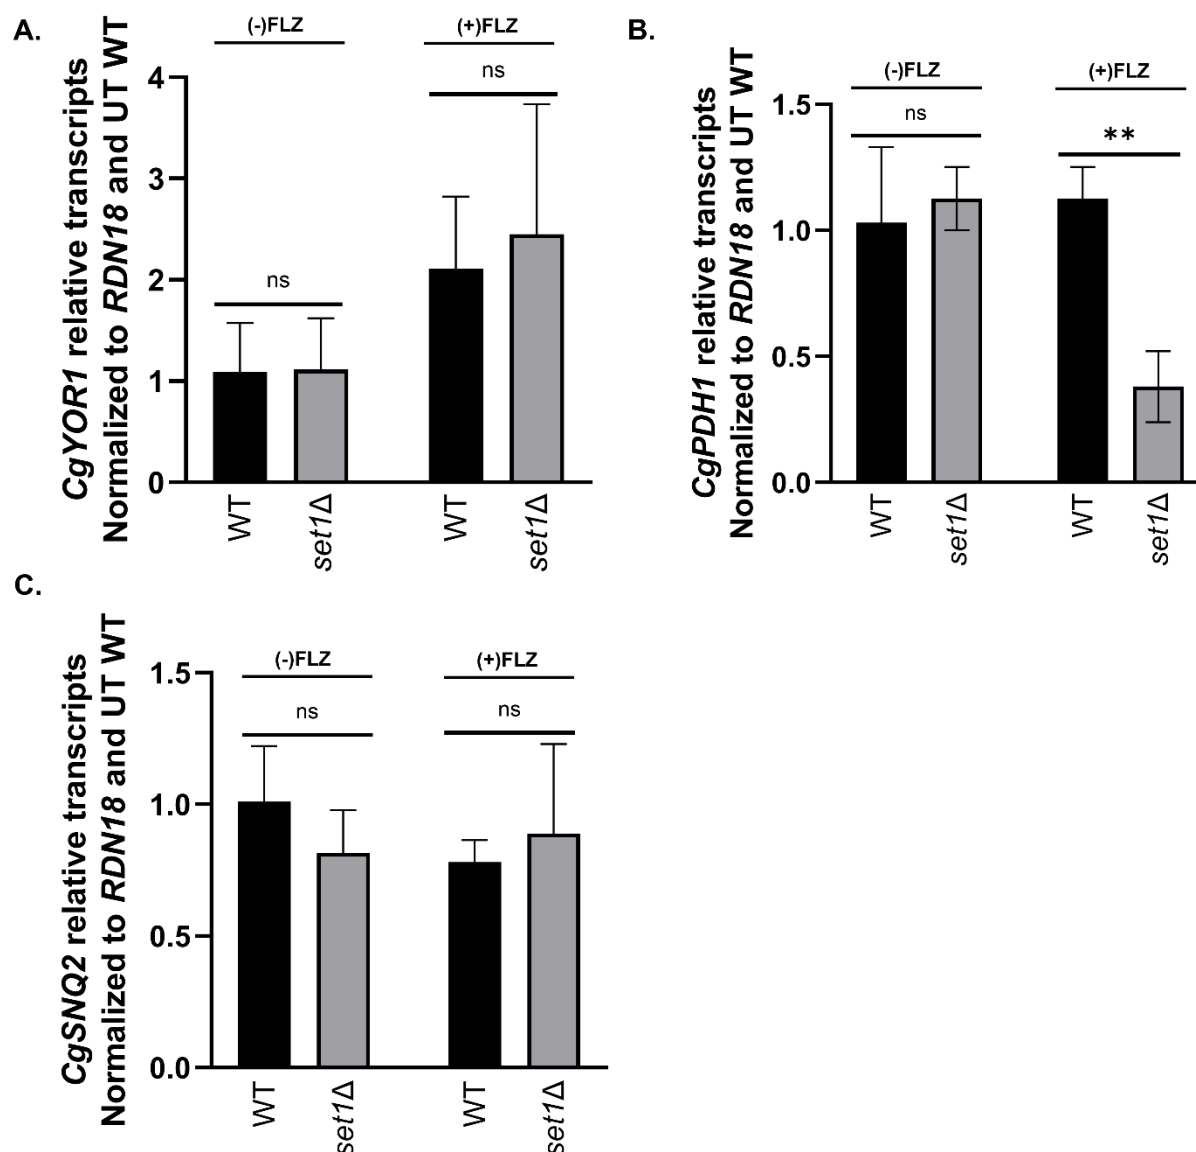 A.
CgYOR1 relative transcripts
Normalized to RDN18 and UT WT
(-)FLZ
(+)FLZ
ns
ns
4
3
2
1
0
WT
set1Δ
WT
set1Δ
B.
CgPDH1 relative transcripts
Normalized to RDN18 and UT WT
(-)FLZ
(+)FLZ
ns
**
1.5
1.0
0.5
0.0
WT
set1Δ
WT
set1Δ
C.
CgSNQ2 relative transcripts
Normalized to RDN18 and UT WT
(-)FLZ
(+)FLZ
ns
ns
1.5
1.0
0.5
0.0
WT
set1Δ
WT
set1Δ